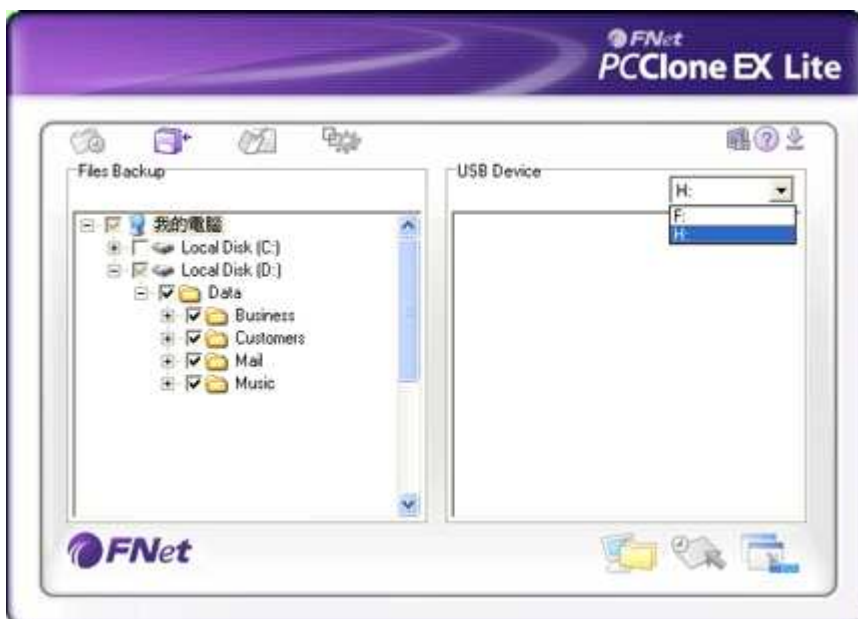 FNet
PCClone EX Lite
Files Backup
USB Device
H:
F:
H:
我的電腦
Local Disk (C:)
Local Disk (D:)
Data
Business
Customers
Mail
Music
FNet